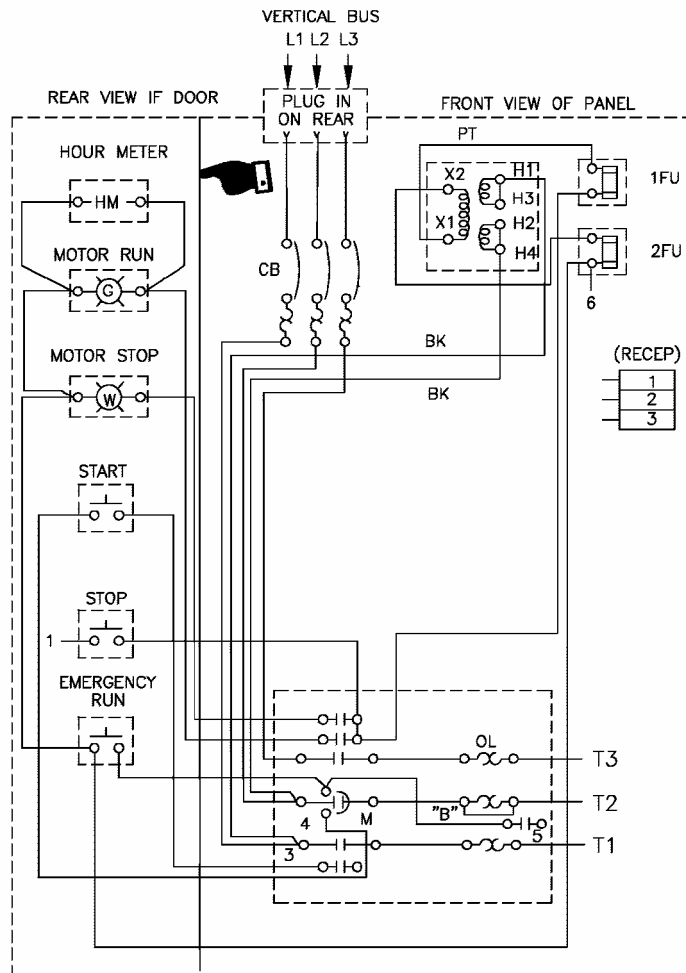 VERTICAL BUS
L1 L2 L3
REAR VIEW IF DOOR
PLUG IN
ON REAR
FRONT VIEW OF PANEL
HOUR METER
HM
PT
X2
H1
H3
X1
H2
H4
1FU
2FU
6
MOTOR RUN
G
CB
MOTOR STOP
W
BK
BK
(RECEP)
1
2
3
START
STOP
1
EMERGENCY
RUN
OL
T3
4
M
"B"
T2
5
3
T1